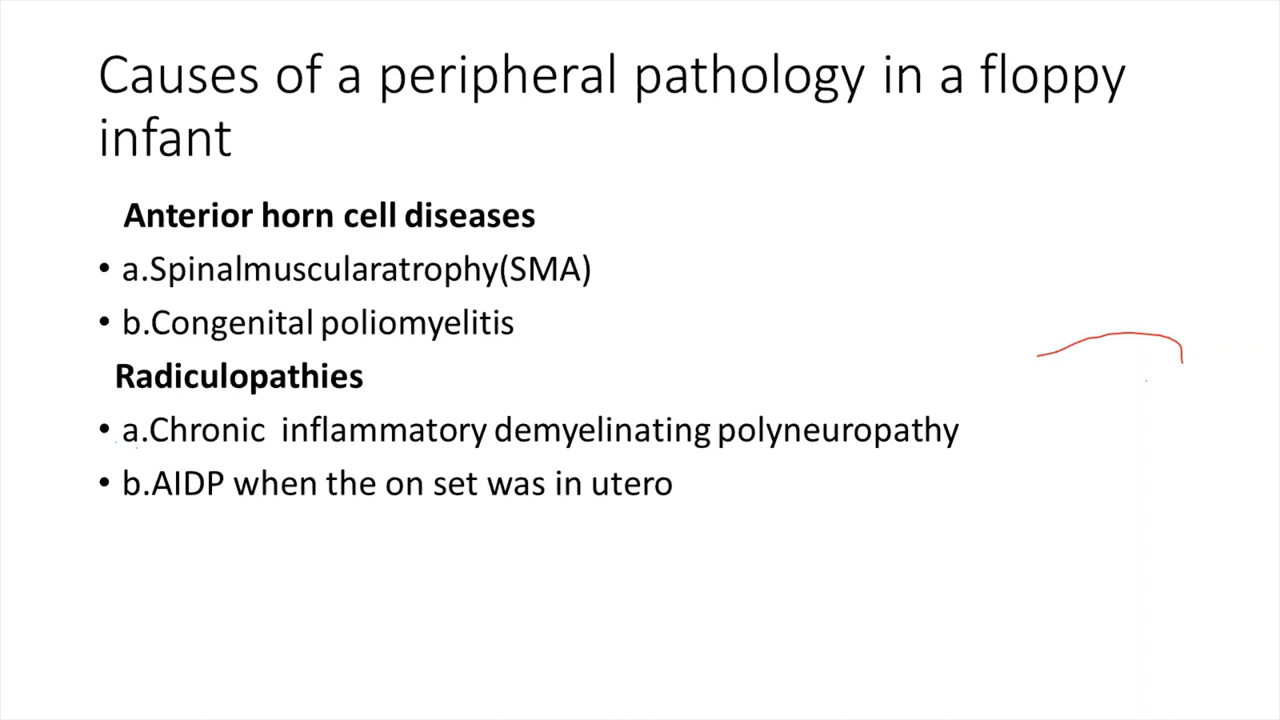 Causes of a peripheral pathology in a floppy
infant
Anterior horn cell diseases
• a.Spinalmuscularatrophy(SMA)
• b.Congenital poliomyelitis
Radiculopathies
• a.Chronic inflammatory demyelinating polyneuropathy
• b.AIDP when the on set was in utero